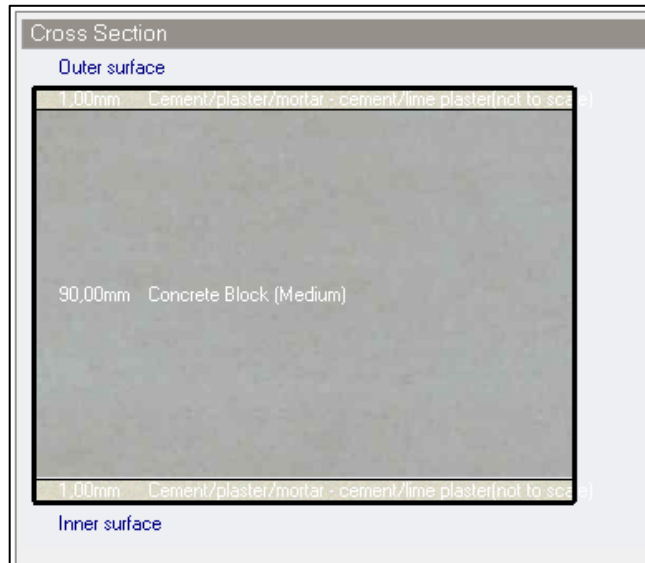 Cross Section
Outer surface
1,00mm Cement/plaster/mortar - cement/lime plaster(not to scale)
90,00mm Concrete Block (Medium)
1,00mm Cement/plaster/mortar - cement/lime plaster(not to scale)
Inner surface